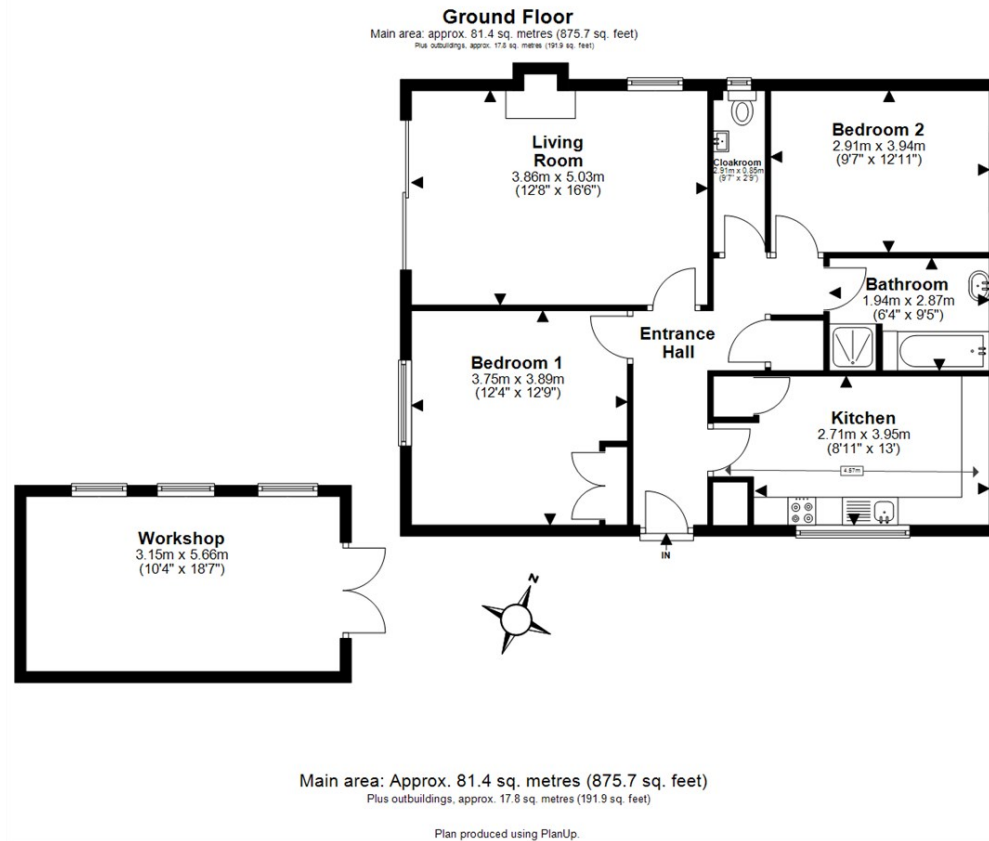 Ground Floor
Main area: approx. 81.4 sq. metres (875.7 sq. feet)
Plus outbuildings, approx. 17.8 sq. metres (191.9 sq. feet)
Living
Room
3.86m x 5.03m
(12'8" x 16'6")
Cloakroom
2.91m x 0.85m
(9'7" x 2'9")
Bedroom 2
2.91m x 3.94m
(9'7" x 12'11")
Bathroom
1.94m x 2.87m
(6'4" x 9'5")
Entrance
Hall
Bedroom 1
3.75m x 3.89m
(12'4" x 12'9")
Kitchen
2.71m x 3.95m
(8'11" x 13')
4.87m
Workshop
3.15m x 5.66m
(10'4" x 18'7")
IN
N
Main area: Approx. 81.4 sq. metres (875.7 sq. feet)
Plus outbuildings, approx. 17.8 sq. metres (191.9 sq. feet)
Plan produced using PlanUp.